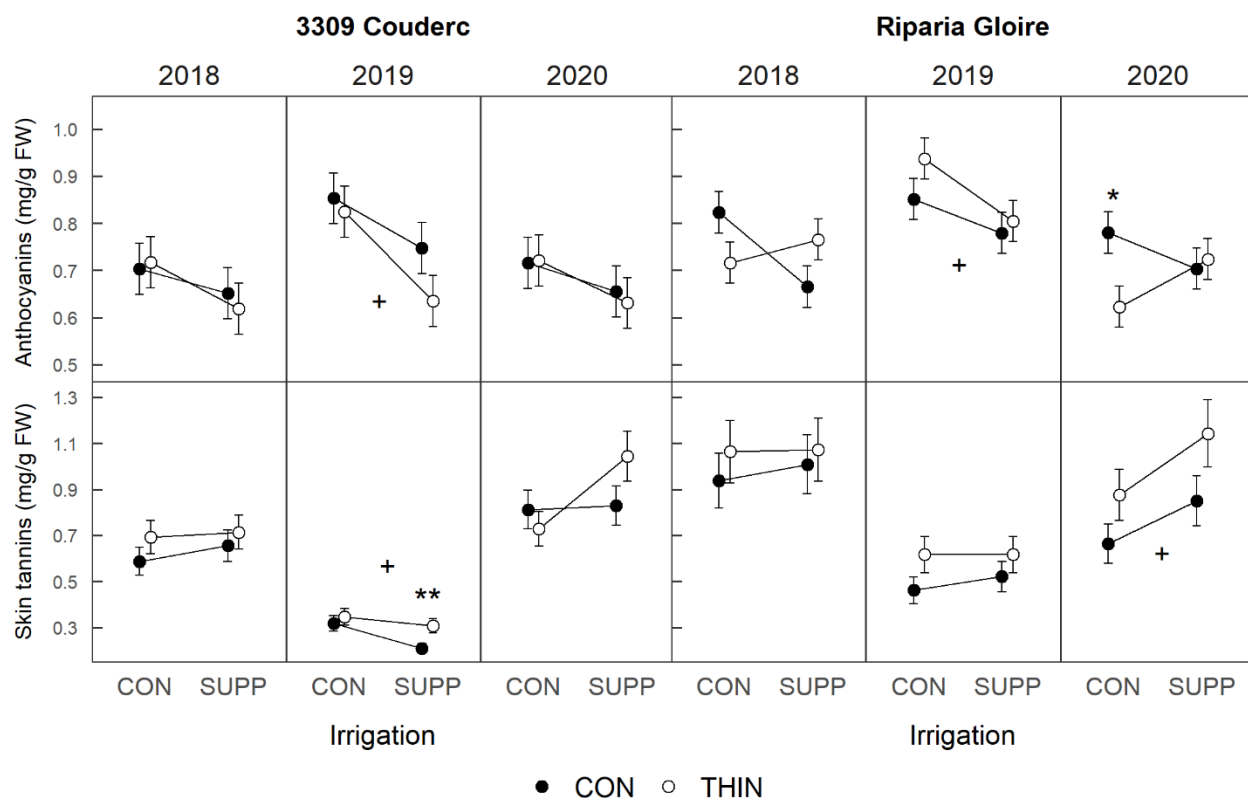 3309 Couderc Riparia Gloire
2018 2019 2020 2018 2019 2020
Anthocyanins (mg/g FW)
1.0
0.9
0.8
0.7
0.6
0.5
+
+
*
Skin tannins (mg/g FW)
1.3
1.1
0.9
0.7
0.5
0.3
+
**
+
CON SUPP CON SUPP CON SUPP CON SUPP CON SUPP CON SUPP
Irrigation Irrigation
CON THIN